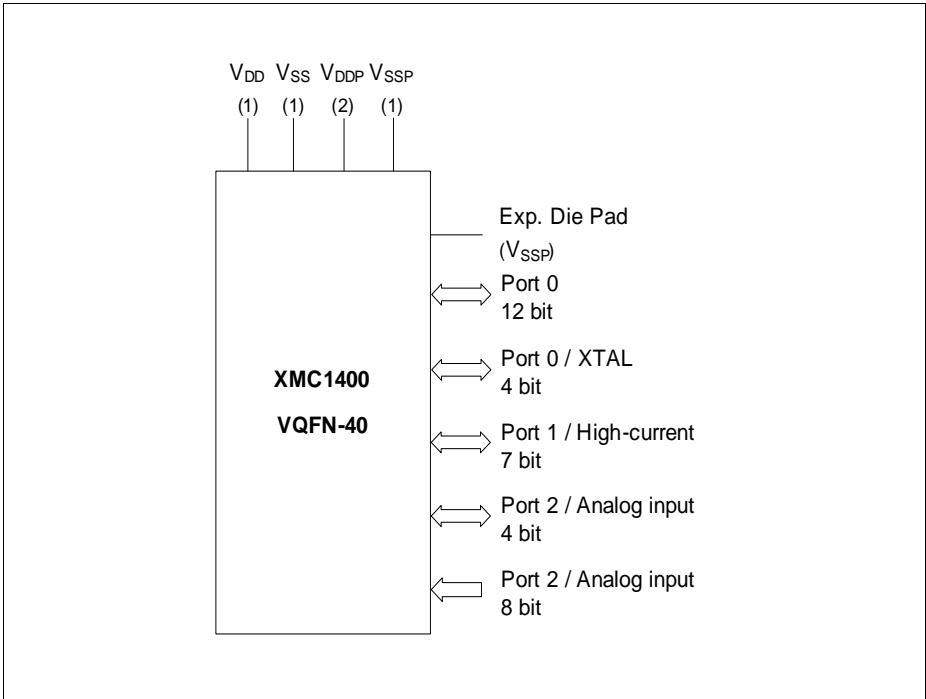 VDD VSS VDDP VSSP
(1) (1) (2) (1)
Exp. Die Pad
(VSSP)
Port 0
12 bit
Port 0 / XTAL
4 bit
XMC1400
VQFN-40
Port 1 / High-current
7 bit
Port 2 / Analog input
4 bit
Port 2 / Analog input
8 bit